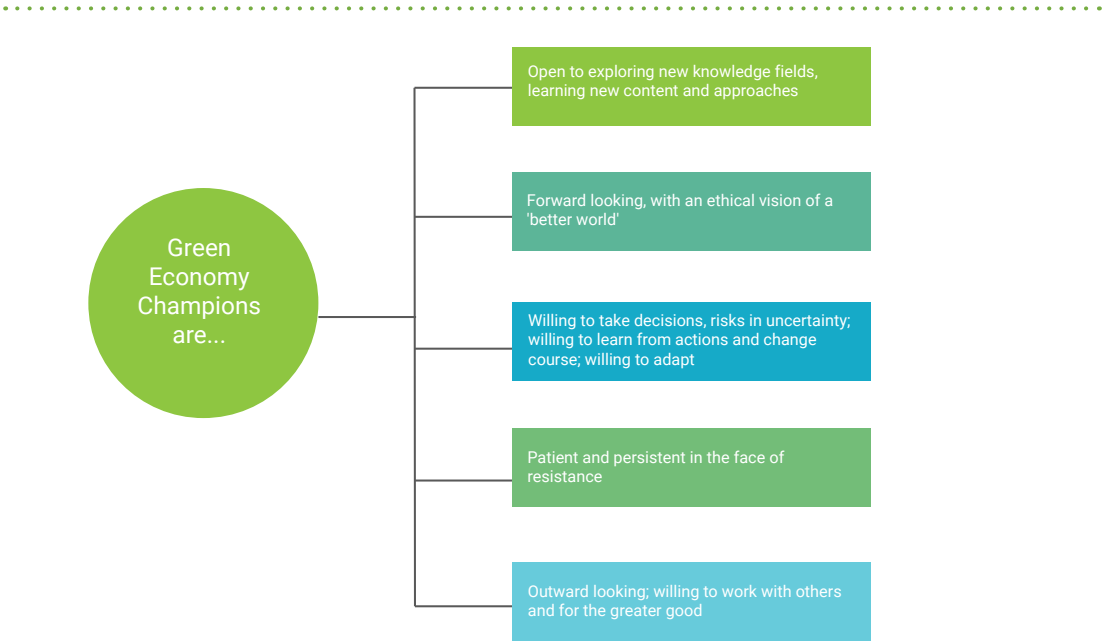 Green
Economy
Champions
are...
Open to exploring new knowledge fields,
learning new content and approaches
Forward looking, with an ethical vision of a
'better world'
Willing to take decisions, risks in uncertainty;
willing to learn from actions and change
course; willing to adapt
Patient and persistent in the face of
resistance
Outward looking; willing to work with others
and for the greater good